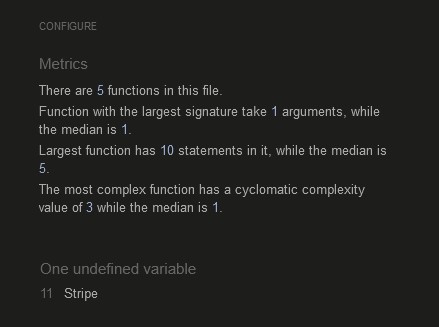 CONFIGURE
Metrics
There are 5 functions in this file.
Function with the largest signature take 1 arguments, while
the median is 1.
Largest function has 10 statements in it, while the median is
5.
The most complex function has a cyclomatic complexity
value of 3 while the median is 1.
One undefined variable
11 Stripe